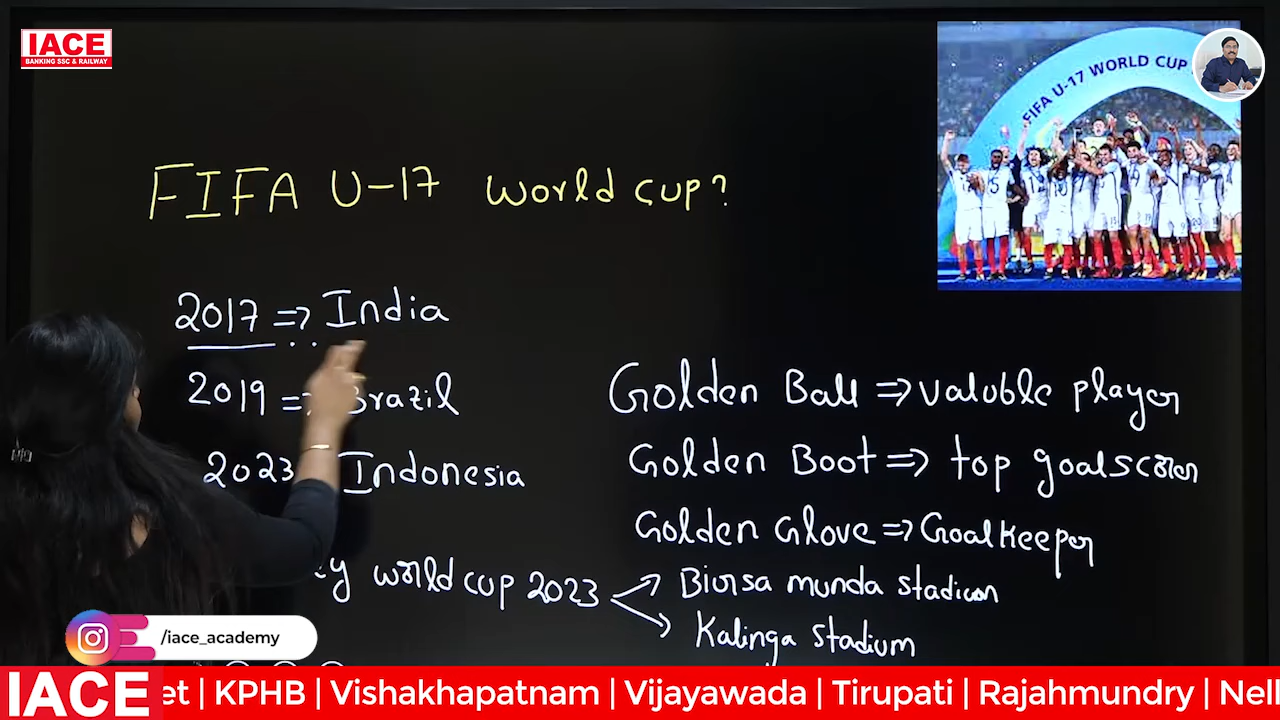 IACE
BANKING SSC & RAILWAY
FIFA U-17 WORLD CUP
FIFA U-17 World cup?
2017 => India
2019 => Brazil
2023 Indonesia
Golden Ball => valuble player
Golden Boot => top goalscorer
Golden Glove => Goalkeeper
world cup 2023
Biursa munda stadium
Kalinga stadium
/iace_academy
IACE
et | KPHB | Vishakhapatnam | Vijayawada | Tirupati | Rajahmundry | Nell